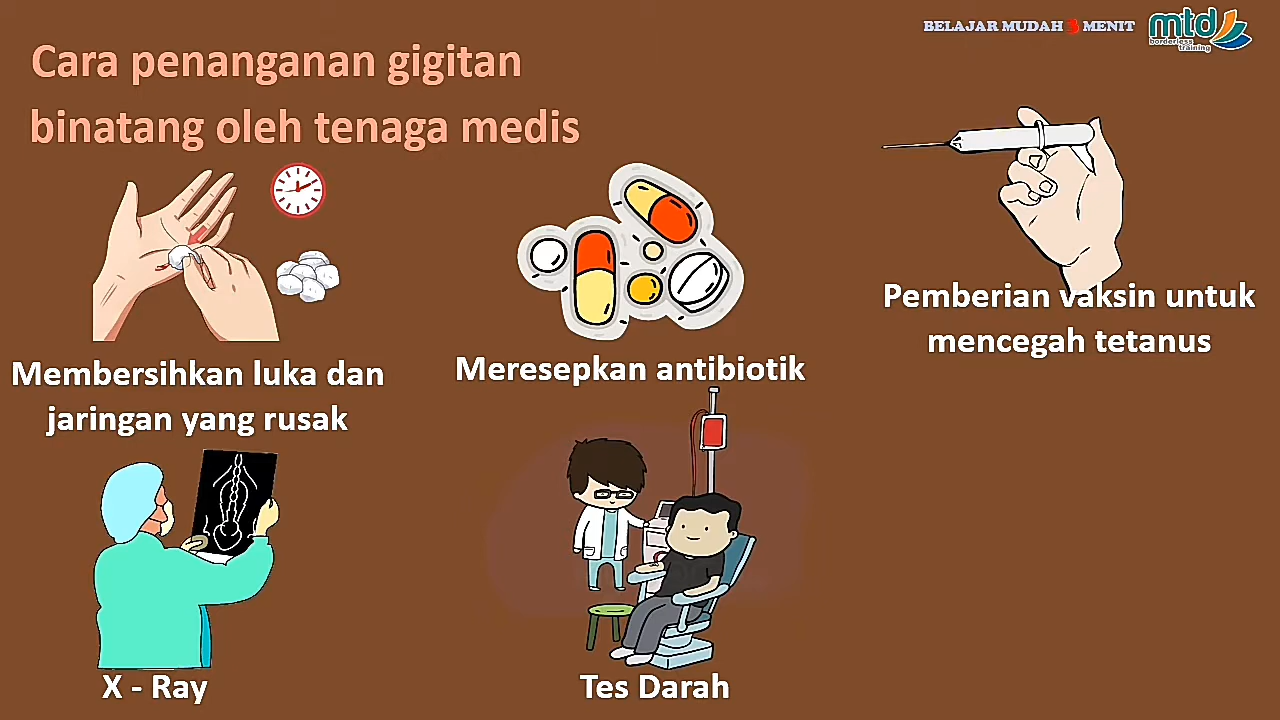 BELAJAR MUDAH 3 MENIT
mtd
borderless
training
Cara penanganan gigitan
binatang oleh tenaga medis
Membersihkan luka dan
jaringan yang rusak
Meresepkan antibiotik
Pemberian vaksin untuk
mencegah tetanus
X - Ray
Tes Darah